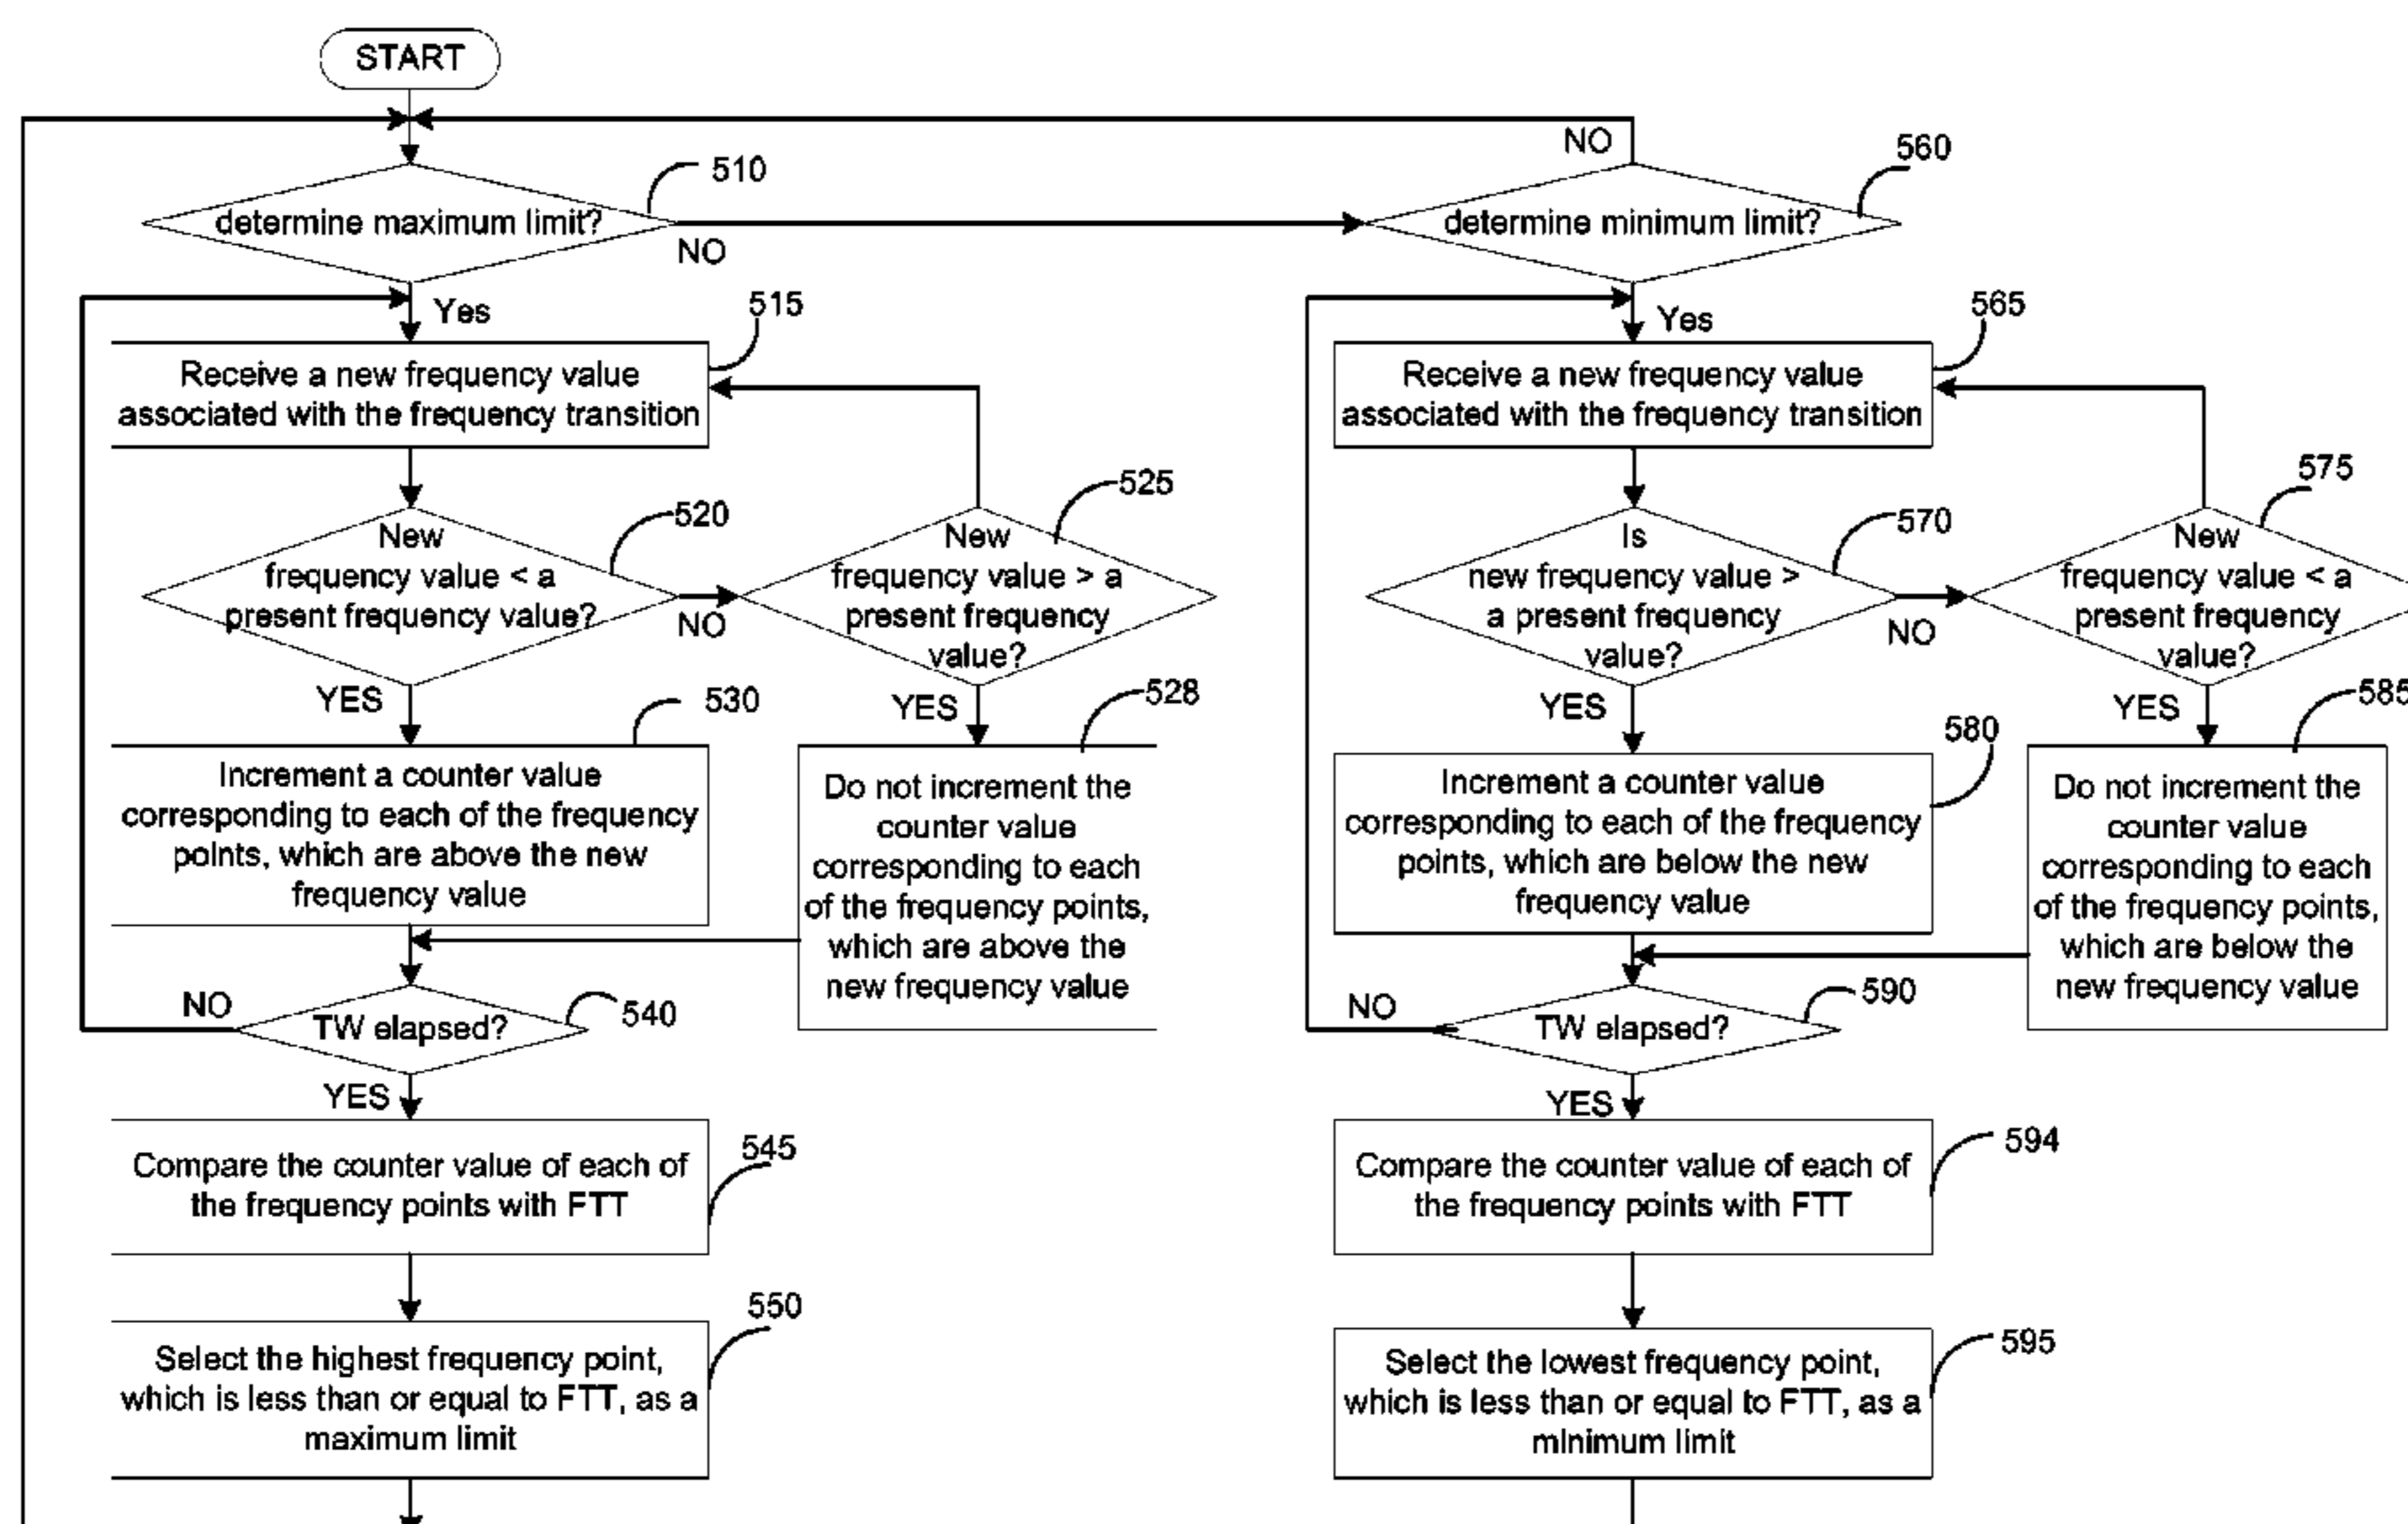 START
NO
510
560
determine maximum limit?
determine minimum limit?
NO
Yes
515
Receive a new frequency value
associated with the frequency transition
New
frequency value < a
present frequency value?
520
NO
525
New
frequency value > a
present frequency
value?
YES
530
YES
528
Increment a counter value
corresponding to each of the frequency
points, which are above the new
frequency value
Do not increment the
counter value
corresponding to each
of the frequency points,
which are above the
new frequency value
NO
TW elapsed?
540
YES
Compare the counter value of each of
the frequency points with FTT
545
550
Select the highest frequency point,
which is less than or equal to FTT, as a
maximum limit
Yes
565
Receive a new frequency value
associated with the frequency transition
Is
new frequency value >
a present frequency
value?
570
NO
575
New
frequency value < a
present frequency
value?
YES
580
YES
585
Increment a counter value
corresponding to each of the frequency
points, which are below the new
frequency value
Do not increment the
counter value
corresponding to each
of the frequency points,
which are below the
new frequency value
NO
TW elapsed?
590
YES
Compare the counter value of each of
the frequency points with FTT
594
Select the lowest frequency point,
which is less than or equal to FTT, as a
minimum limit
595